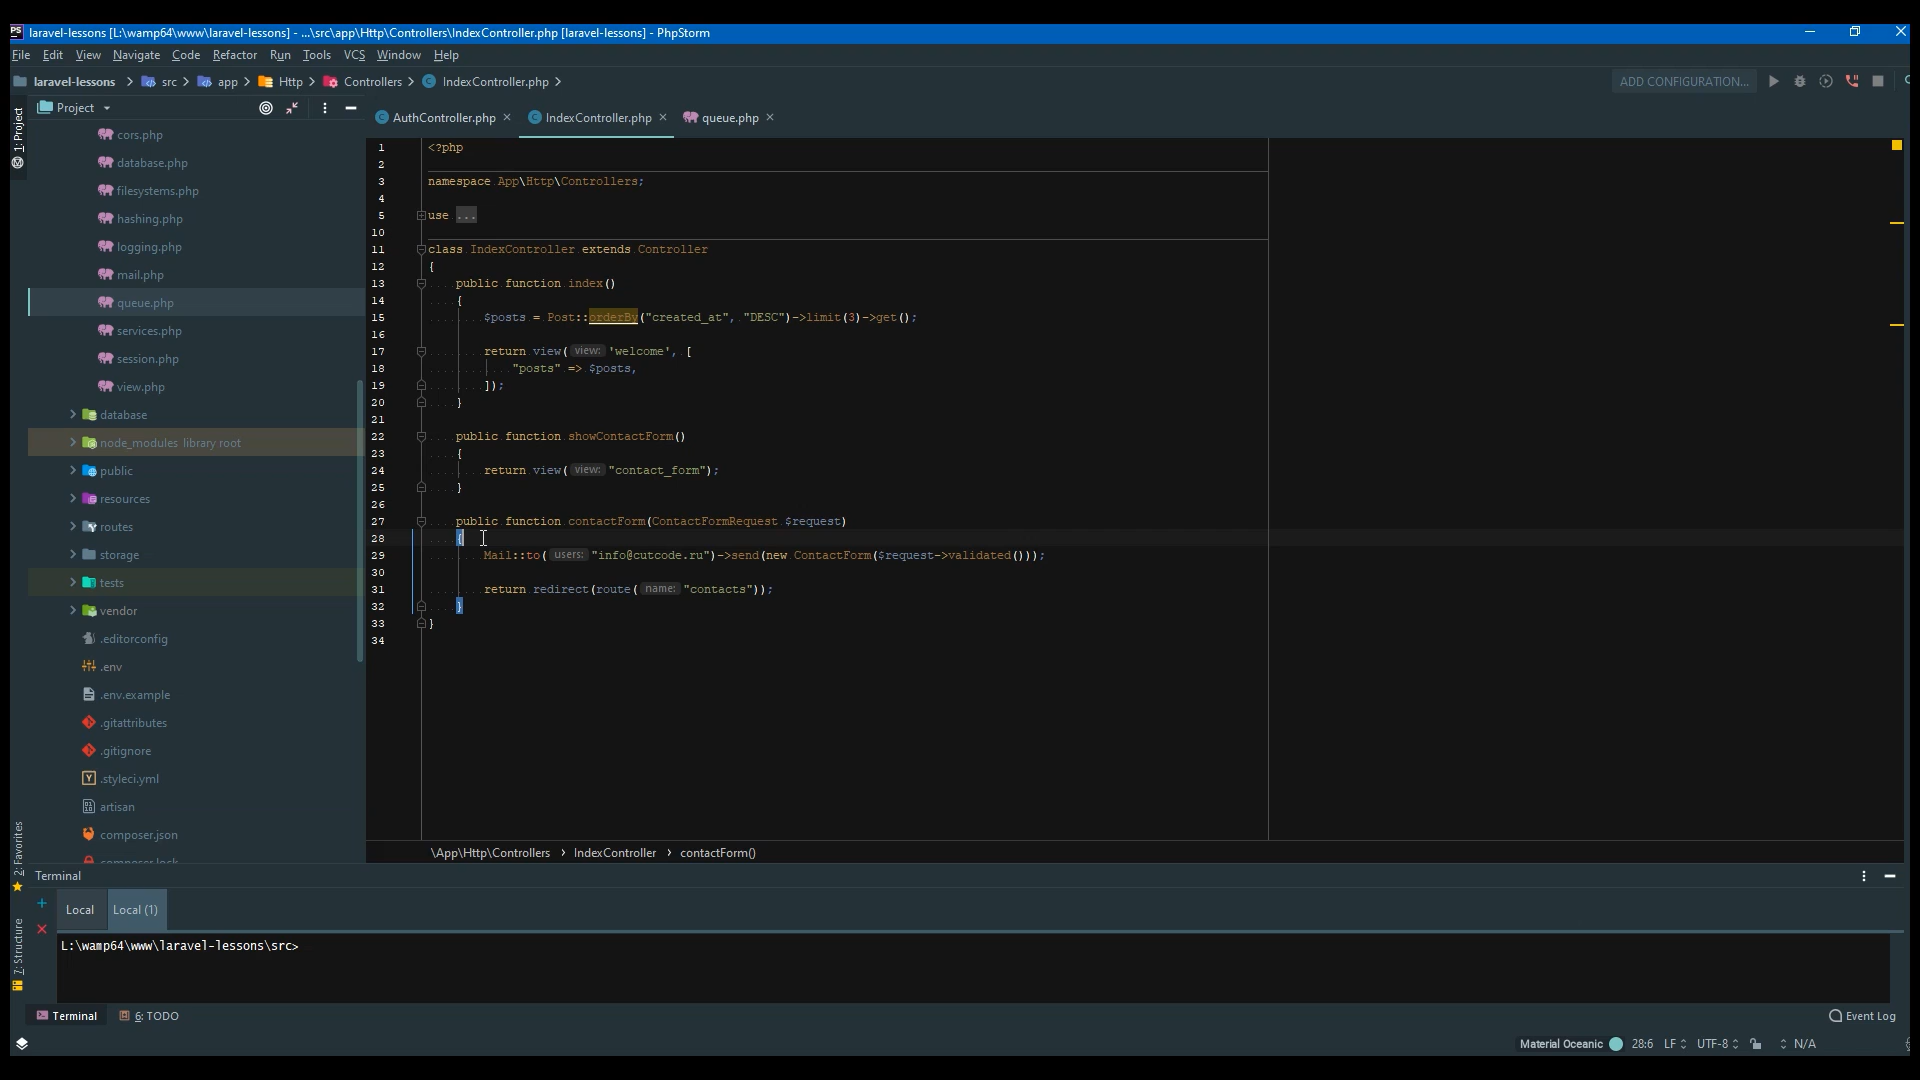 PS laravel-lessons [L:\wamp64\www\laravel-lessons] - ...\src\app\Http\Controllers\IndexController.php [laravel-lessons] - PhpStorm
File Edit View Navigate Code Refactor Run Tools VCS Window Help
laravel-lessons src app Http Controllers IndexController.php
ADD CONFIGURATION...
1: Project
Project
AuthController.php
IndexController.php
queue.php
cors.php
database.php
filesystems.php
hashing.php
logging.php
mail.php
queue.php
services.php
session.php
view.php
database
node_modules library root
public
resources
routes
storage
tests
vendor
.editorconfig
.env
.env.example
.gitattributes
.gitignore
.styleci.yml
artisan
composer.json
composer.lock
1 <?php
2
3 namespace App\Http\Controllers;
4
5 use ...
10
11 class IndexController extends Controller
12 {
13 public function index()
14 {
15 $posts = Post::orderBy("created_at", "DESC")->limit(3)->get();
16
17 return view( view: 'welcome', [
18 "posts" => $posts,
19 ]);
20 }
21
22 public function showContactForm()
23 {
24 return view( view: "contact_form");
25 }
26
27 public function contactForm(ContactFormRequest $request)
28 {
29 Mail::to( users: "info@cutcode.ru")->send(new ContactForm($request->validated()));
30
31 return redirect(route( name: "contacts"));
32 }
33 }
34
\App\Http\Controllers › IndexController › contactForm()
2: Favorites
7: Structure
Terminal
Local Local (1)
L:\wamp64\www\laravel-lessons\src>
Terminal 6: TODO Event Log
Material Oceanic 28:6 LF UTF-8 N/A